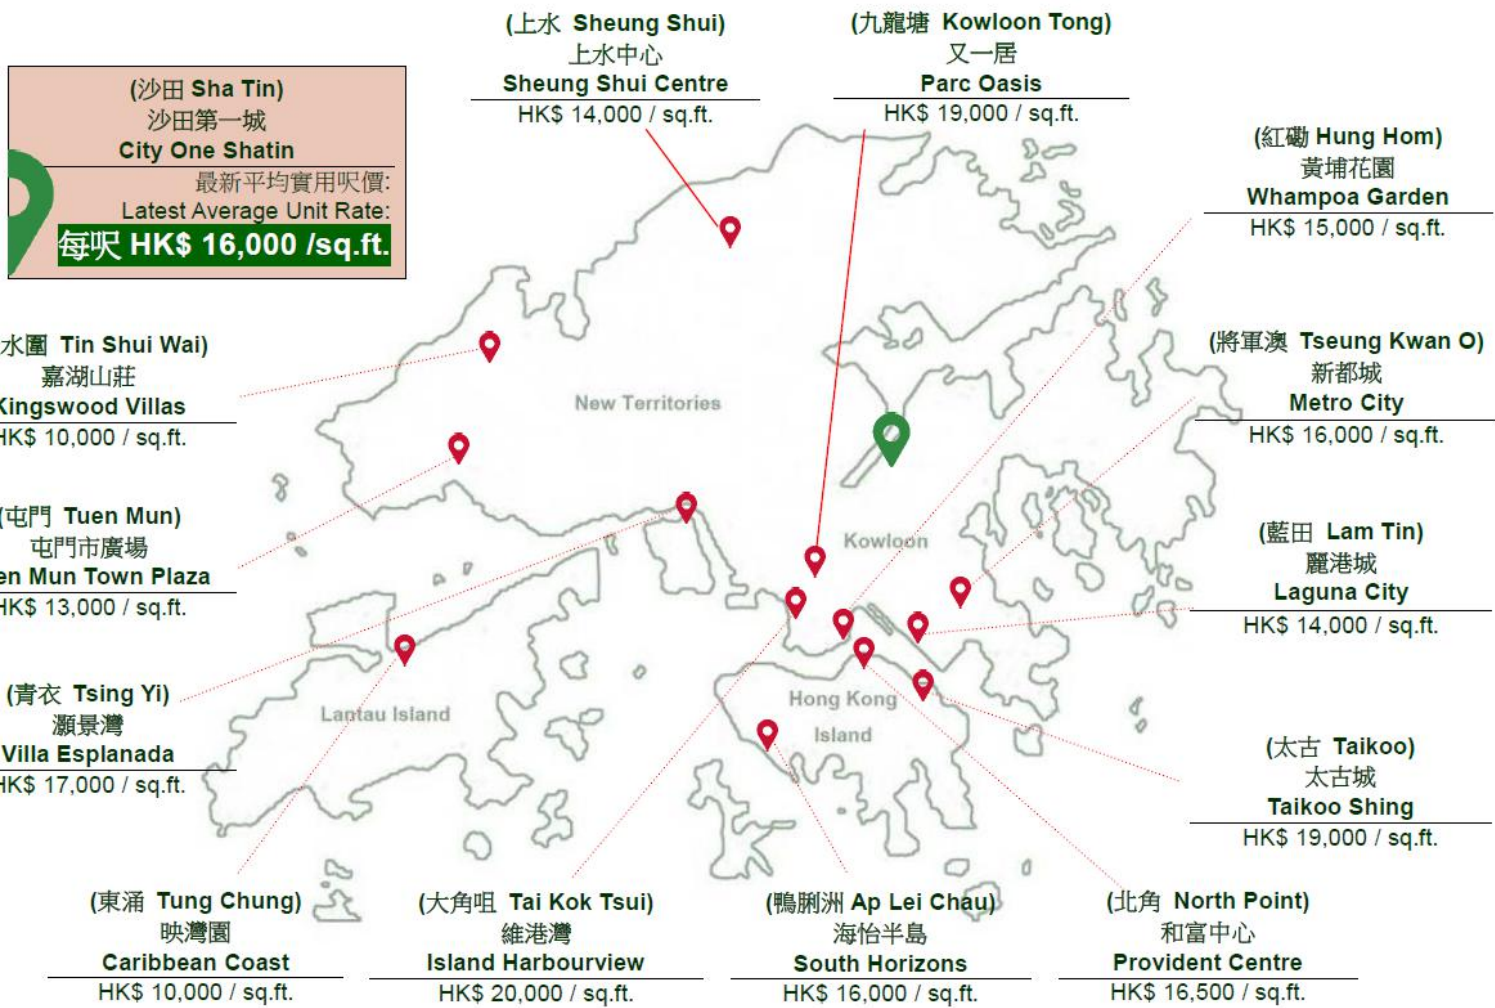 (上水 Sheung Shui)
上水中心
Sheung Shui Centre
HK$ 14,000 / sq.ft.
(九龍塘 Kowloon Tong)
又一居
Parc Oasis
HK$ 19,000 / sq.ft.
(沙田 Sha Tin)
沙田第一城
City One Shatin
最新平均實用呎價:
Latest Average Unit Rate:
每呎 HK$ 16,000 /sq.ft.
(紅磡 Hung Hom)
黃埔花園
Whampoa Garden
HK$ 15,000 / sq.ft.
水圍 Tin Shui Wai)
嘉湖山莊
Kingswood Villas
HK$ 10,000 / sq.ft.
(將軍澳 Tseung Kwan O)
新都城
Metro City
HK$ 16,000 / sq.ft.
New Territories
(屯門 Tuen Mun)
屯門市廣場
en Mun Town Plaza
HK$ 13,000 / sq.ft.
Kowloon
(藍田 Lam Tin)
麗港城
Laguna City
HK$ 14,000 / sq.ft.
(青衣 Tsing Yi)
灝景灣
Villa Esplanada
HK$ 17,000 / sq.ft.
Lantau Island
Hong Kong
Island
(太古 Taikoo)
太古城
Taikoo Shing
HK$ 19,000 / sq.ft.
(東涌 Tung Chung)
映灣園
Caribbean Coast
HK$ 10,000 / sq.ft.
(大角咀 Tai Kok Tsui)
維港灣
Island Harbourview
HK$ 20,000 / sq.ft.
(鴨脷洲 Ap Lei Chau)
海怡半島
South Horizons
HK$ 16,000 / sq.ft.
(北角 North Point)
和富中心
Provident Centre
HK$ 16,500 / sq.ft.